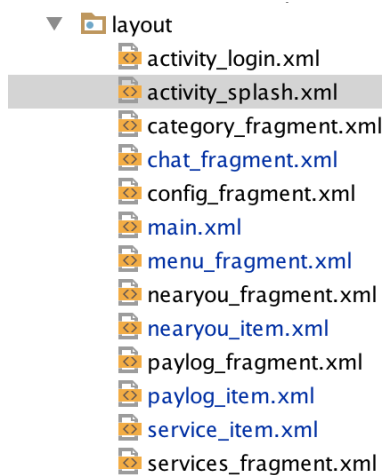 layout
activity_login.xml
activity_splash.xml
category_fragment.xml
chat_fragment.xml
config_fragment.xml
main.xml
menu_fragment.xml
nearyou_fragment.xml
nearyou_item.xml
paylog_fragment.xml
paylog_item.xml
service_item.xml
services_fragment.xml